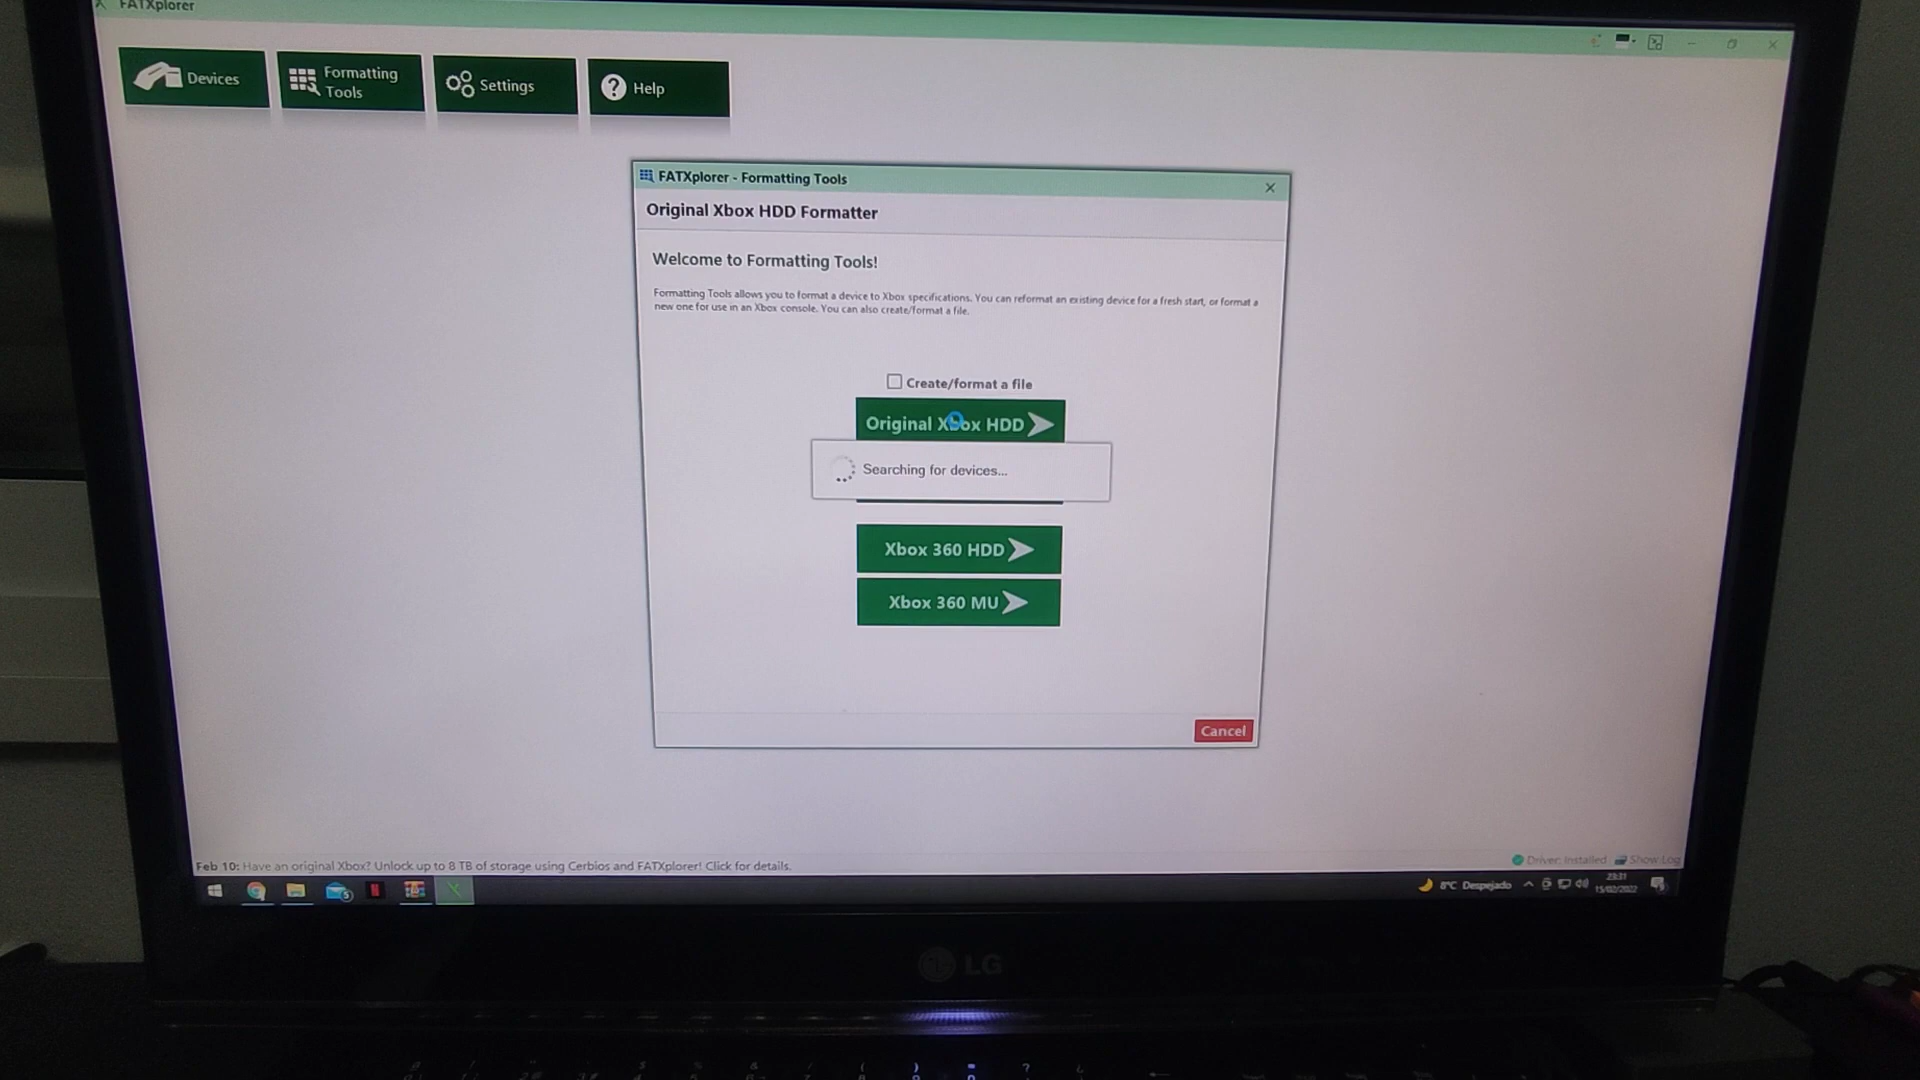 FATXplorer
Devices
Formatting
Tools
Settings
Help
FATXplorer - Formatting Tools
Original Xbox HDD Formatter
Welcome to Formatting Tools!
Formatting Tools allows you to format a device to Xbox specifications. You can reformat an existing device for a fresh start, or format a
new one for use in an Xbox console. You can also create/format a file.
Create/format a file
Original Xbox HDD
Searching for devices...
Xbox 360 HDD
Xbox 360 MU
Cancel
Feb 10: Have an original Xbox? Unlock up to 8 TB of storage using Cerbios and FATXplorer! Click for details.
Driver: Installed
Show Log
8°C Despejado
23:31
15/02/2022
LG